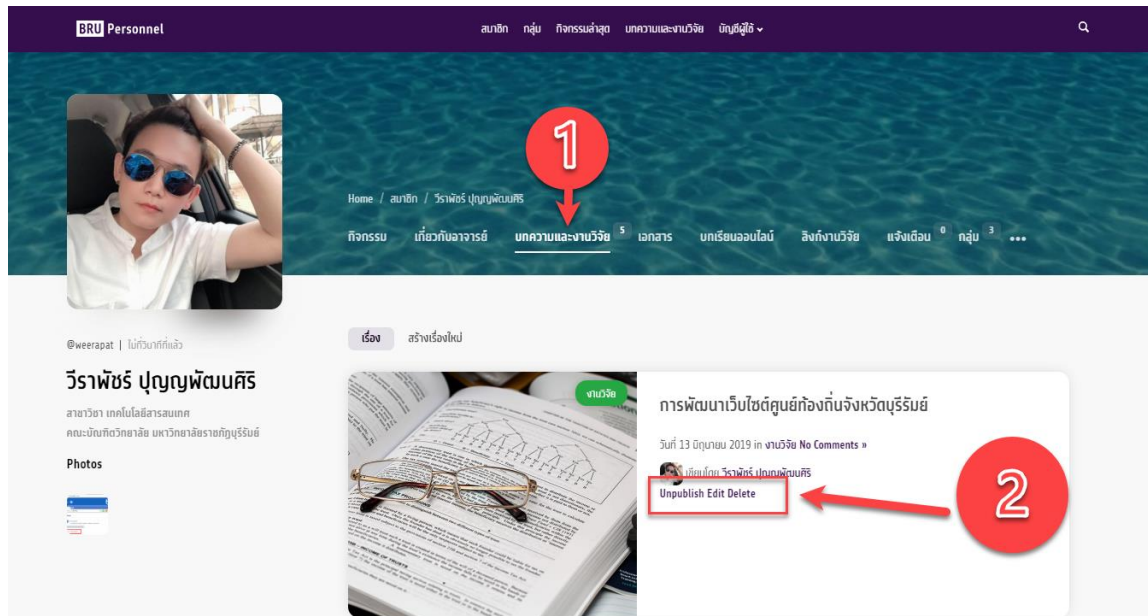 BRU Personnel
สมาชิก กลุ่ม กิจกรรมล่าสุด บทความและงานวิจัย บัญชีผู้ใช้
1
Home / สมาชิก / วีราพัชร์ ปุญญพัฒนศิริ
กิจกรรม เกี่ยวกับอาจารย์ บทความและงานวิจัย 5 เอกสาร บทเรียนออนไลน์ ลิงก์งานวิจัย แจ้งเตือน 0 กลุ่ม 3 •••
@weerapat | ไม่กี่วินาทีที่แล้ว
วีราพัชร์ ปุญญพัฒนศิริ
สาขาวิชา เทคโนโลยีสารสนเทศ
คณะบัณฑิตวิทยาลัย มหาวิทยาลัยราชภัฏบุรีรัมย์
Photos
เรื่อง สร้างเรื่องใหม่
งานวิจัย
การพัฒนาเว็บไซต์ศูนย์ท้องถิ่นจังหวัดบุรีรัมย์
วันที่ 13 มิถุนายน 2019 in งานวิจัย No Comments »
เขียนโดย วีราพัชร์ ปุญญพัฒนศิริ
Unpublish Edit Delete
2